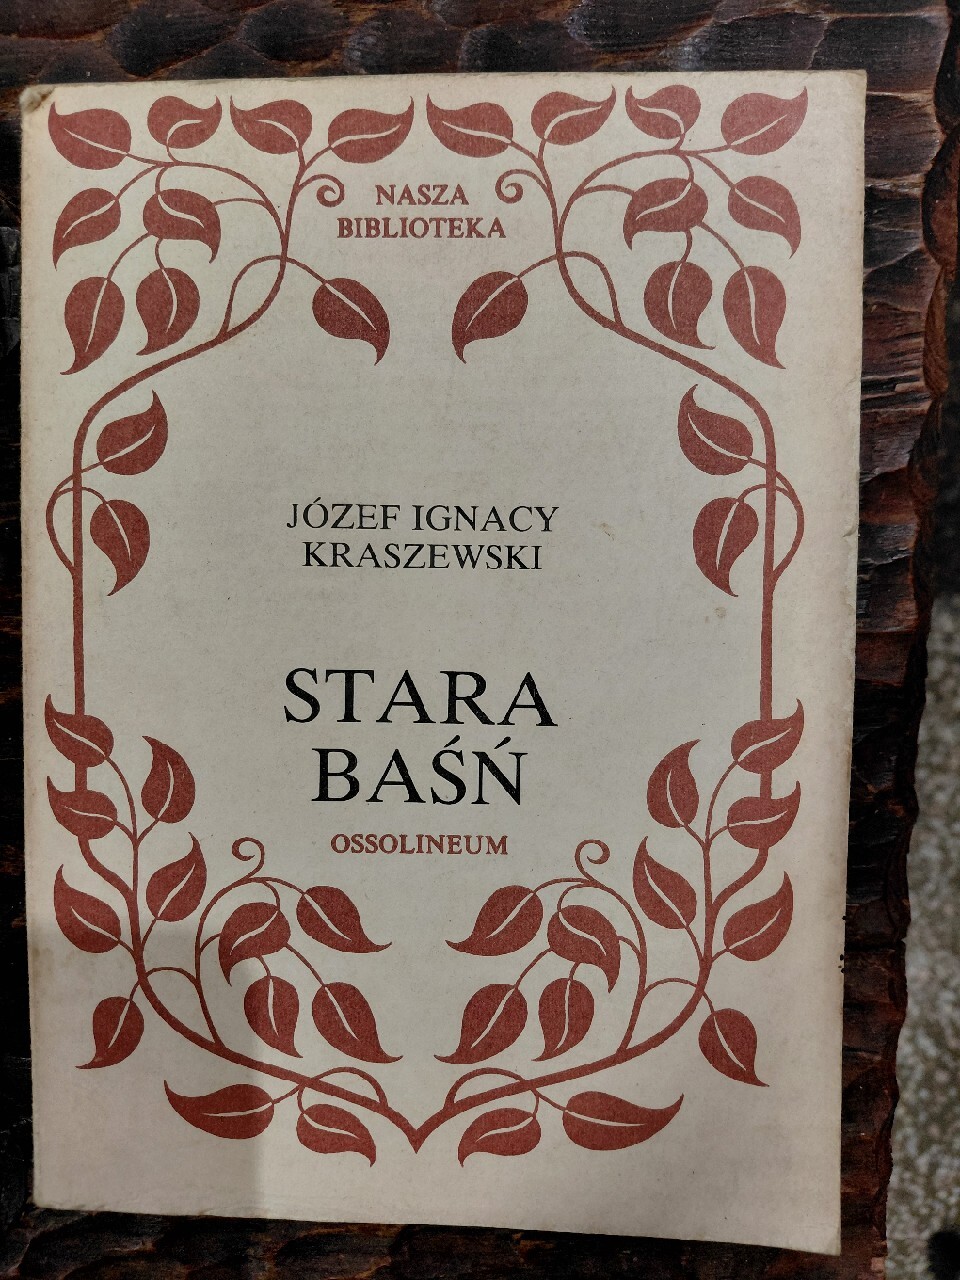 NASZA
BIBLIOTEKA
JÓZEF IGNACY
KRASZEWSKI
STARA
BAŚŃ
OSSOLINEUM